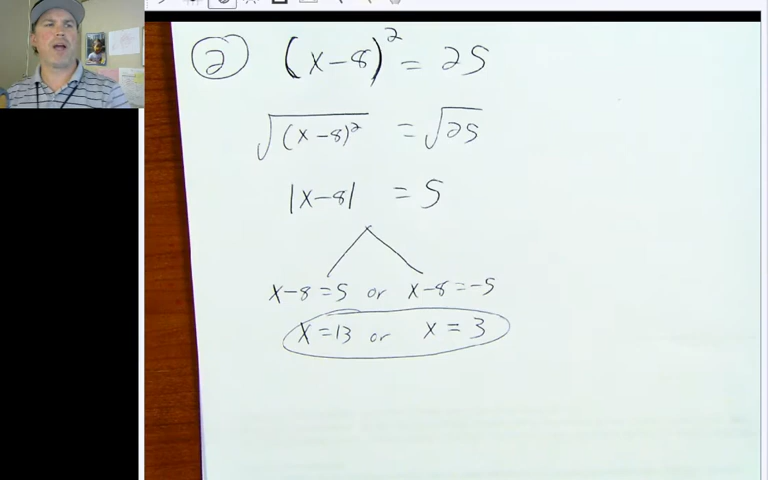 2 (x-8)² = 25
√(x-8)² = √25
|x-8| = 5
x-8=5 or x-8=-5
x=13 or x=3